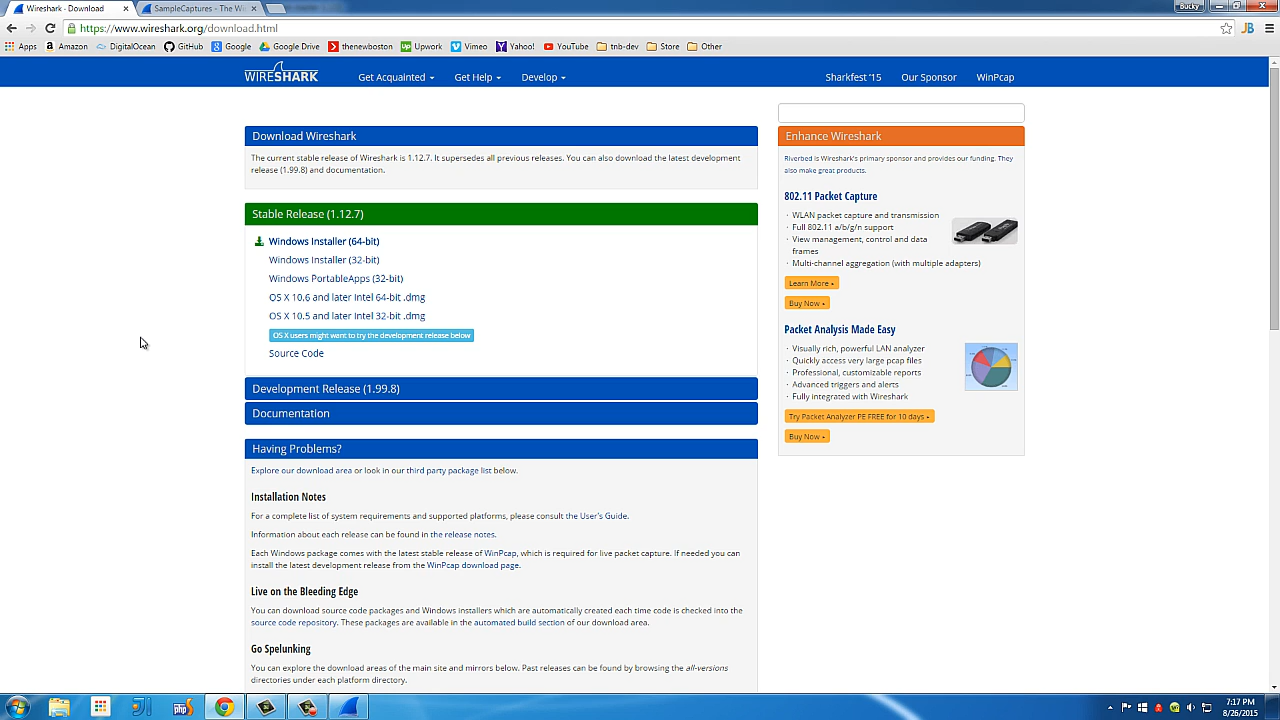 Wireshark - Download
SampleCaptures - The Wi
Bucky
https://www.wireshark.org/download.html
Apps
Amazon
DigitalOcean
GitHub
Google
Google Drive
thenewboston
Up Upwork
Vimeo
Yahoo!
YouTube
tnb-dev
Store
Other
WIRESHARK
Get Acquainted
Get Help
Develop
Sharkfest '15
Our Sponsor
WinPcap
Download Wireshark
The current stable release of Wireshark is 1.12.7. It supersedes all previous releases. You can also download the latest development
release (1.99.8) and documentation.
Stable Release (1.12.7)
Windows Installer (64-bit)
Windows Installer (32-bit)
Windows PortableApps (32-bit)
OS X 10.6 and later Intel 64-bit .dmg
OS X 10.5 and later Intel 32-bit .dmg
OS X users might want to try the development release below
Source Code
Development Release (1.99.8)
Documentation
Having Problems?
Explore our download area or look in our third party package list below.
Installation Notes
For a complete list of system requirements and supported platforms, please consult the User's Guide.
Information about each release can be found in the release notes.
Each Windows package comes with the latest stable release of WinPcap, which is required for live packet capture. If needed you can
install the latest development release from the WinPcap download page.
Live on the Bleeding Edge
You can download source code packages and Windows installers which are automatically created each time code is checked into the
source code repository. These packages are available in the automated build section of our download area.
Go Spelunking
You can explore the download areas of the main site and mirrors below. Past releases can be found by browsing the all-versions
directories under each platform directory.
Enhance Wireshark
Riverbed is Wireshark's primary sponsor and provides our funding. They
also make great products.
802.11 Packet Capture
· WLAN packet capture and transmission
· Full 802.11 a/b/g/n support
· View management, control and data
frames
· Multi-channel aggregation (with multiple adapters)
Learn More ▸
Buy Now ▸
Packet Analysis Made Easy
· Visually rich, powerful LAN analyzer
· Quickly access very large pcap files
· Professional, customizable reports
· Advanced triggers and alerts
· Fully integrated with Wireshark
Try Packet Analyzer PE FREE for 10 days ▸
Buy Now ▸
php
7:17 PM
8/26/2015